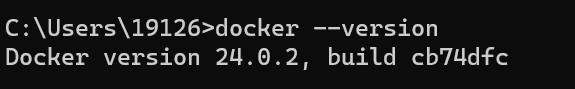 C:\Users\19126>docker --version
Docker version 24.0.2, build cb74dfc